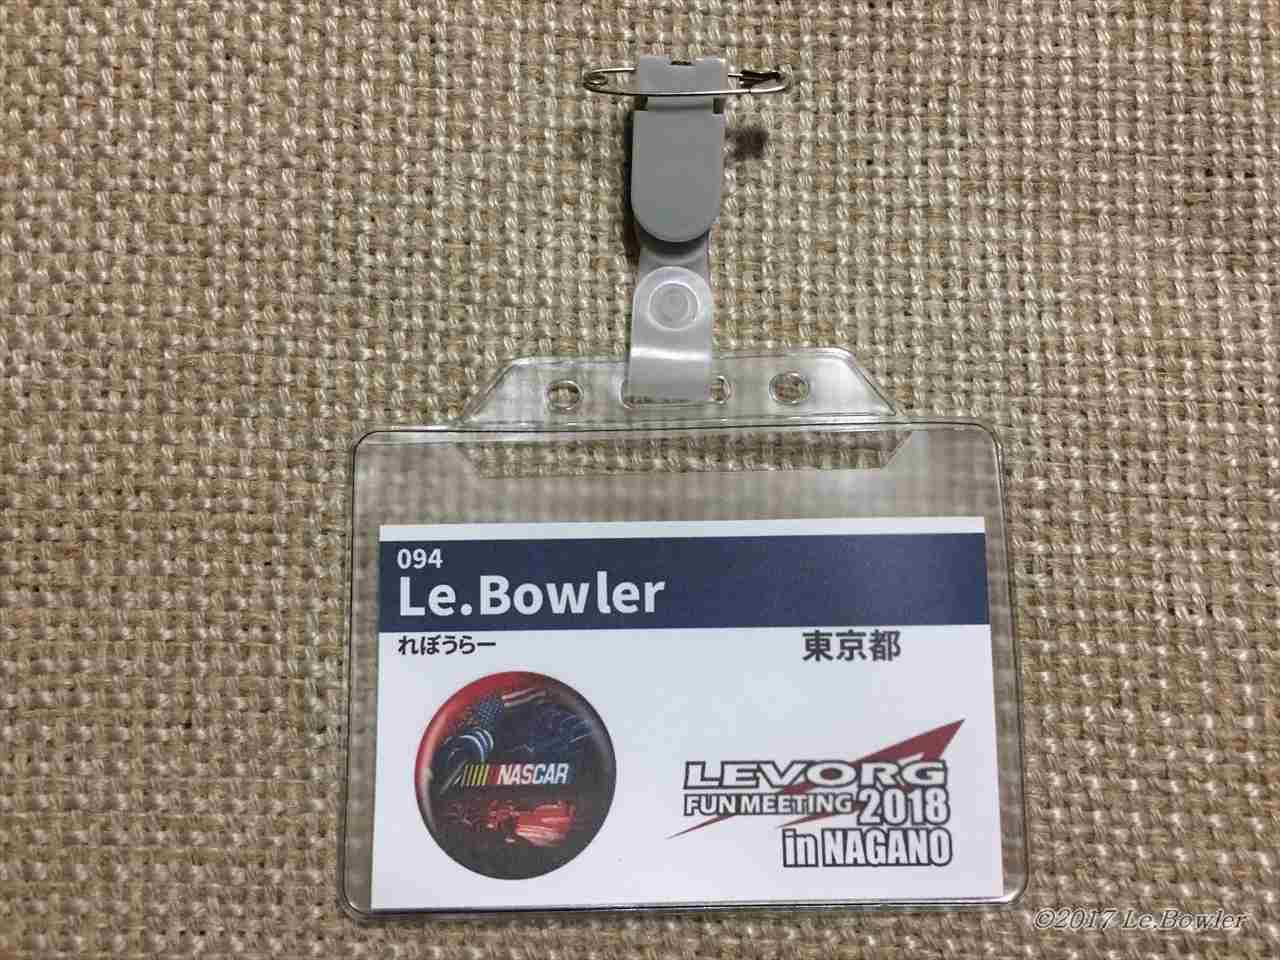 094
Le.Bowler
れぼうらー
東京都
NASCAR
LEVORG
FUN MEETING 2018
in NAGANO
©2017 Le.Bowler